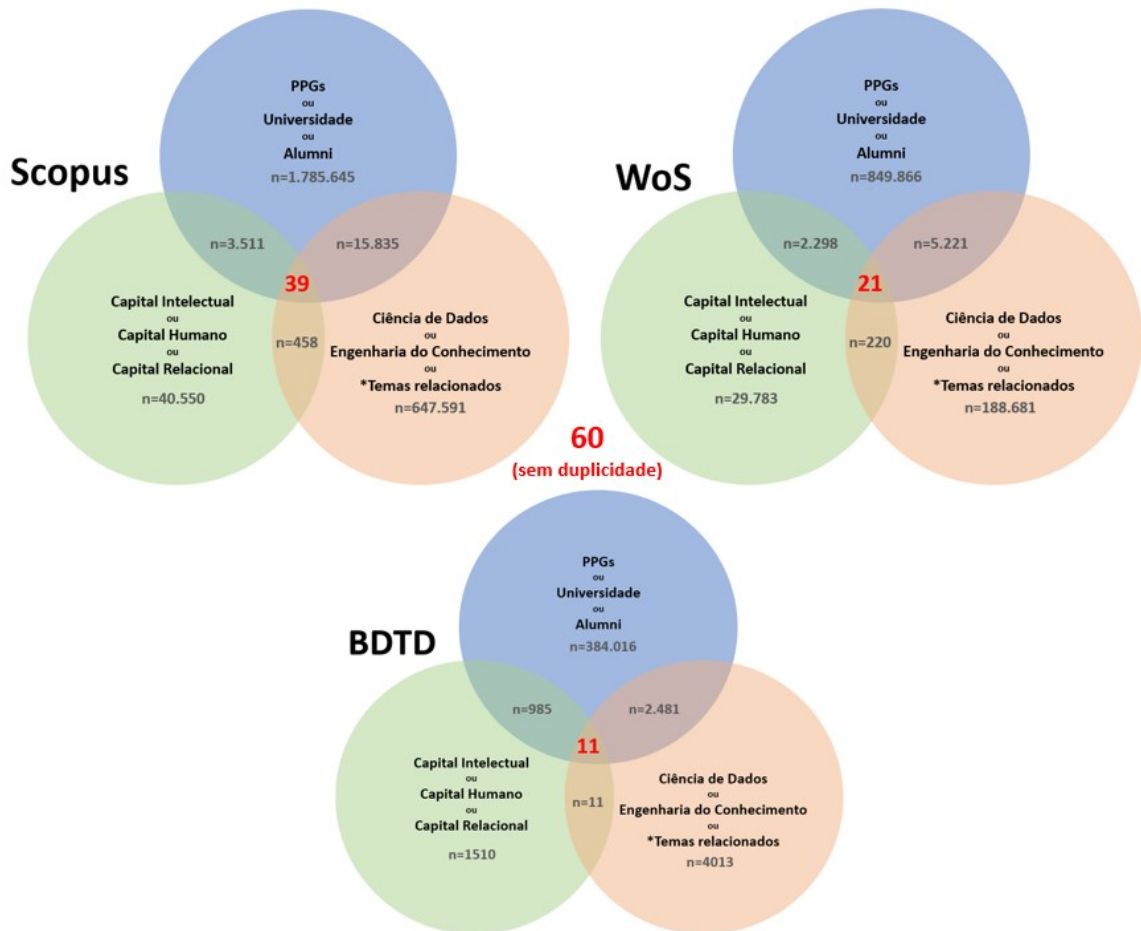 Scopus
PPGs
ou
Universidade
ou
Alumni
n=1.785.645
n=3.511
n=15.835
39
Capital Intelectual
ou
Capital Humano
ou
Capital Relacional
n=40.550
n=458
Ciência de Dados
ou
Engenharia do Conhecimento
ou
*Temas relacionados
n=647.591
WoS
PPGs
ou
Universidade
ou
Alumni
n=849.866
n=2.298
n=5.221
21
Capital Intelectual
ou
Capital Humano
ou
Capital Relacional
n=29.783
n=220
Ciência de Dados
ou
Engenharia do Conhecimento
ou
*Temas relacionados
n=188.681
60
(sem duplicidade)
BDTD
PPGs
ou
Universidade
ou
Alumni
n=384.016
n=985
n=2.481
11
Capital Intelectual
ou
Capital Humano
ou
Capital Relacional
n=1510
n=11
Ciência de Dados
ou
Engenharia do Conhecimento
ou
*Temas relacionados
n=4013